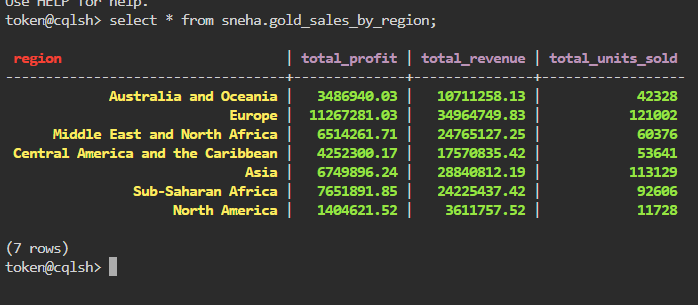 Use HELP for help.
token@cqlsh> select * from sneha.gold_sales_by_region;
region | total_profit | total_revenue | total_units_sold
---------------------------------+--------------+---------------+------------------
Australia and Oceania | 3486940.03 | 10711258.13 | 42328
Europe | 11267281.03 | 34964749.83 | 121002
Middle East and North Africa | 6514261.71 | 24765127.25 | 60376
Central America and the Caribbean | 4252300.17 | 17570835.42 | 53641
Asia | 6749896.24 | 28840812.19 | 113129
Sub-Saharan Africa | 7651891.85 | 24225437.42 | 92606
North America | 1404621.52 | 3611757.52 | 11728
(7 rows)
token@cqlsh>